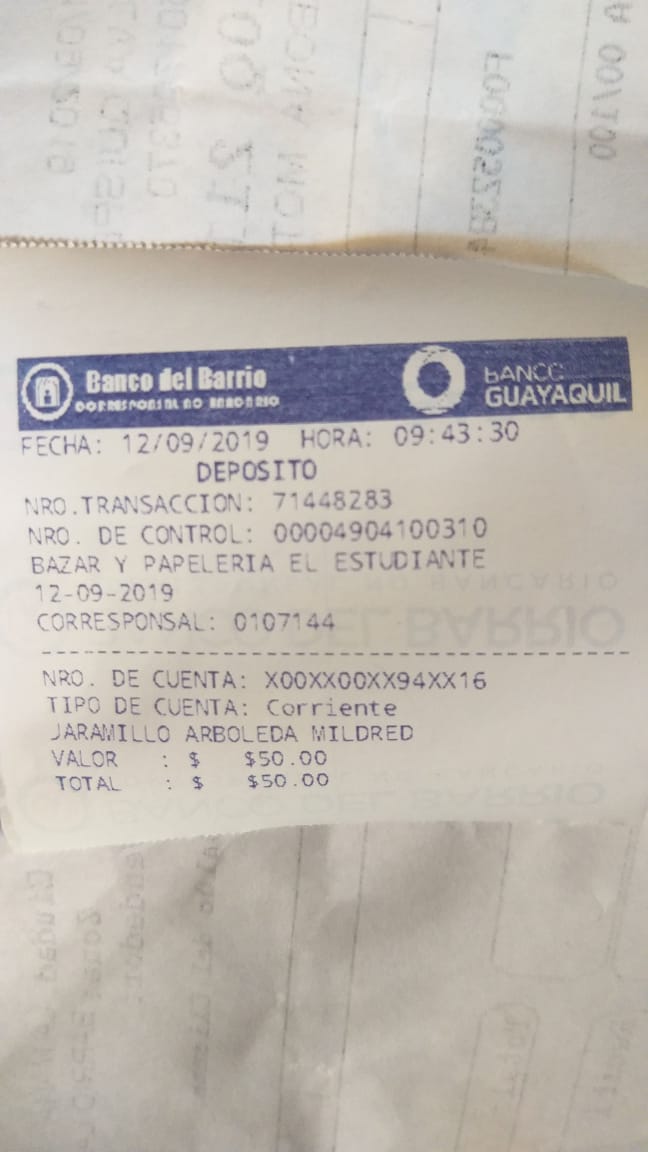 A 00/100
Banco del Barrio
CORRESPONSAL NO BANCARIO
BANCO
GUAYAQUIL
FECHA: 12/09/2019 HORA: 09:43:30
DEPOSITO
NRO.TRANSACCION: 71448283
NRO. DE CONTROL: 00004904100310
BAZAR Y PAPELERIA EL ESTUDIANTE
12-09-2019
CORRESPONSAL: 0107144
NRO. DE CUENTA: X00XX00XX94XX16
TIPO DE CUENTA: Corriente
JARAMILLO ARBOLEDA MILDRED
VALOR : $ $50.00
TOTAL : $ $50.00